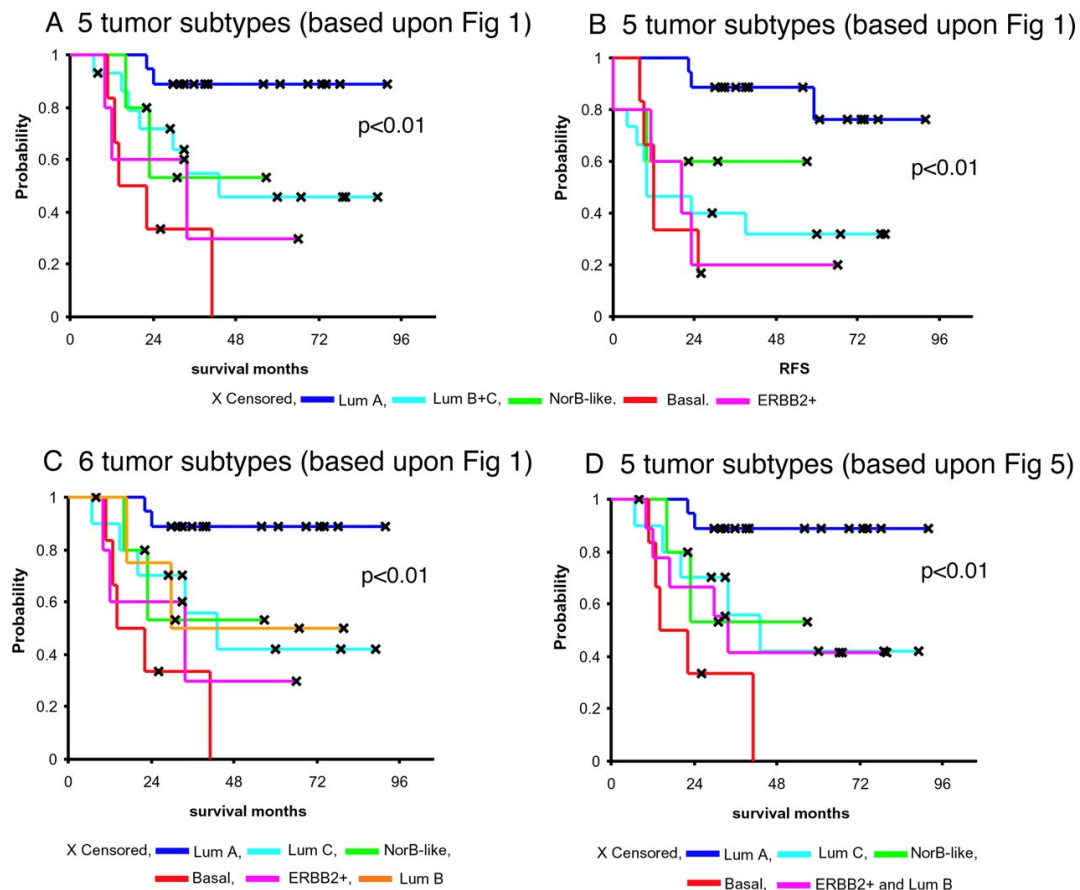 A 5 tumor subtypes (based upon Fig 1)
1
0.8
0.6
0.4
0.2
0
Probability
p<0.01
0 24 48 72 96
survival months
B 5 tumor subtypes (based upon Fig 1)
1
0.8
0.6
0.4
0.2
0
Probability
p<0.01
0 24 48 72 96
RFS
X Censored, Lum A, Lum B+C, NorB-like, Basal. ERBB2+
C 6 tumor subtypes (based upon Fig 1)
1
0.8
0.6
0.4
0.2
0
Probability
p<0.01
0 24 48 72 96
survival months
X Censored, Lum A, Lum C, NorB-like,
Basal, ERBB2+, Lum B
D 5 tumor subtypes (based upon Fig 5)
1
0.8
0.6
0.4
0.2
0
Probability
p<0.01
0 24 48 72 96
survival months
X Censored, Lum A, Lum C, NorB-like
Basal, ERBB2+ and Lum B